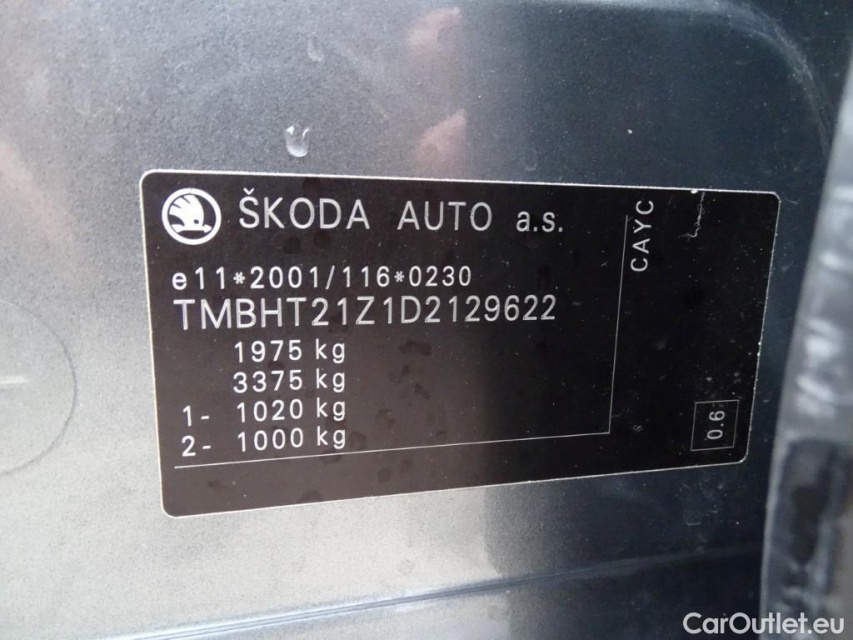 ŠKODA AUTO a.s.
e11*2001/116*0230
TMBHT21Z1D2129622
1975 kg
3375 kg
1- 1020 kg
2- 1000 kg
CAYC
0.6
CarOutlet.eu